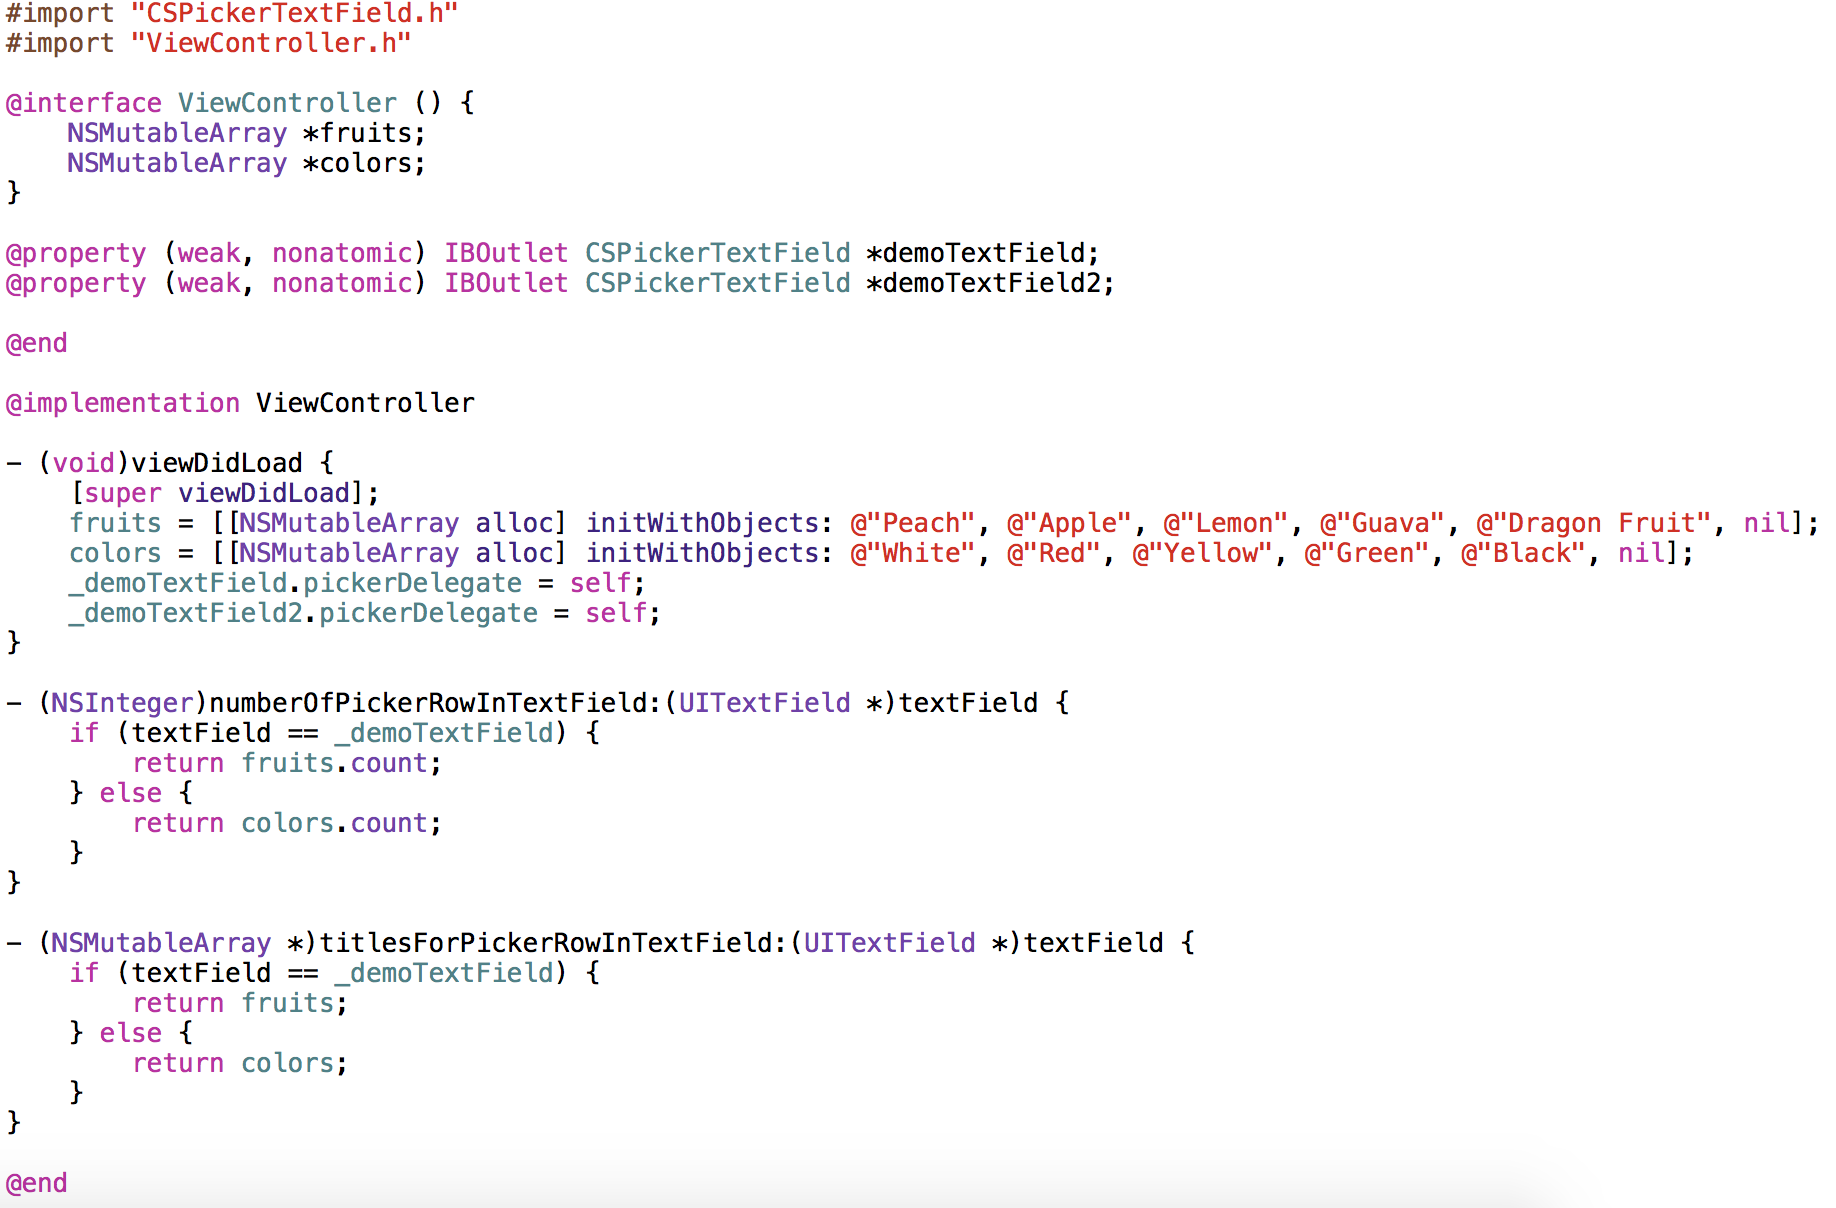 #import "CSPickerTextField.h"
#import "ViewController.h"

@interface ViewController () {
    NSMutableArray *fruits;
    NSMutableArray *colors;
}

@property (weak, nonatomic) IBOutlet CSPickerTextField *demoTextField;
@property (weak, nonatomic) IBOutlet CSPickerTextField *demoTextField2;

@end

@implementation ViewController

- (void)viewDidLoad {
    [super viewDidLoad];
    fruits = [[NSMutableArray alloc] initWithObjects: @"Peach", @"Apple", @"Lemon", @"Guava", @"Dragon Fruit", nil];
    colors = [[NSMutableArray alloc] initWithObjects: @"White", @"Red", @"Yellow", @"Green", @"Black", nil];
    _demoTextField.pickerDelegate = self;
    _demoTextField2.pickerDelegate = self;
}

- (NSInteger)numberOfPickerRowInTextField:(UITextField *)textField {
    if (textField == _demoTextField) {
        return fruits.count;
    } else {
        return colors.count;
    }
}

- (NSMutableArray *)titlesForPickerRowInTextField:(UITextField *)textField {
    if (textField == _demoTextField) {
        return fruits;
    } else {
        return colors;
    }
}

@end